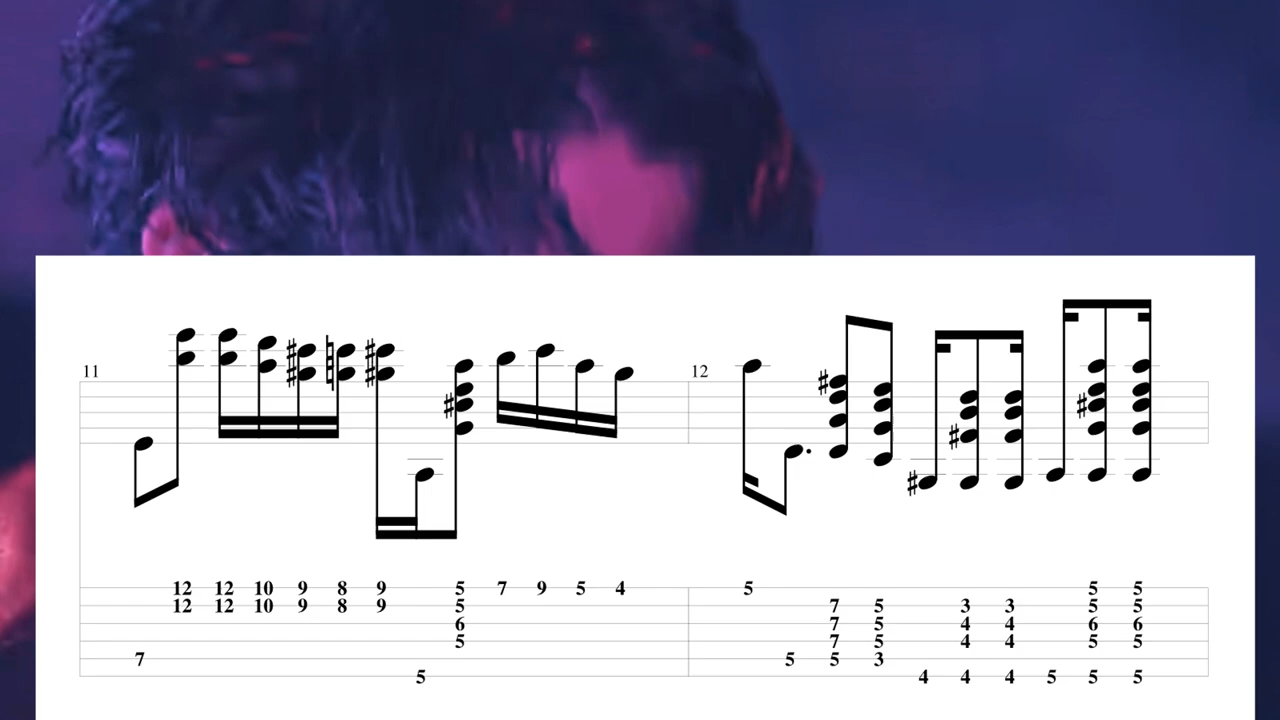 11 12
12 12 10 9 8 9 5 7 9 5 4 5 5 5
12 12 10 9 8 9 5 7 5 3 3 5 5
6 7 5 4 4 6 6
5 7 5 4 4 5 5
7 5 5 3
5 4 4 4 5 5 5